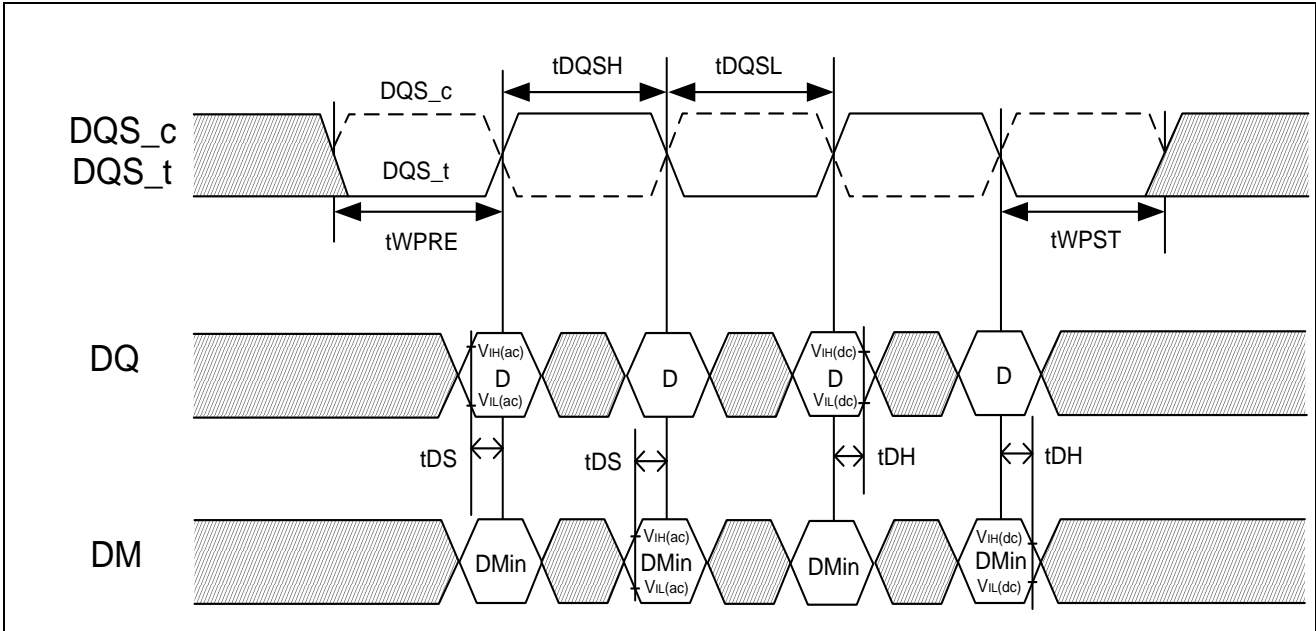 tDQSH
tDQSL
DQS_c
DQS_c
DQS_t
DQS_t
tWPRE
tWPST
DQ
VIH(ac)
D
VIL(ac)
D
VIH(dc)
D
VIL(dc)
D
tDS
tDS
tDH
tDH
DM
DMin
VIH(ac)
DMin
VIL(ac)
DMin
VIH(dc)
DMin
VIL(dc)